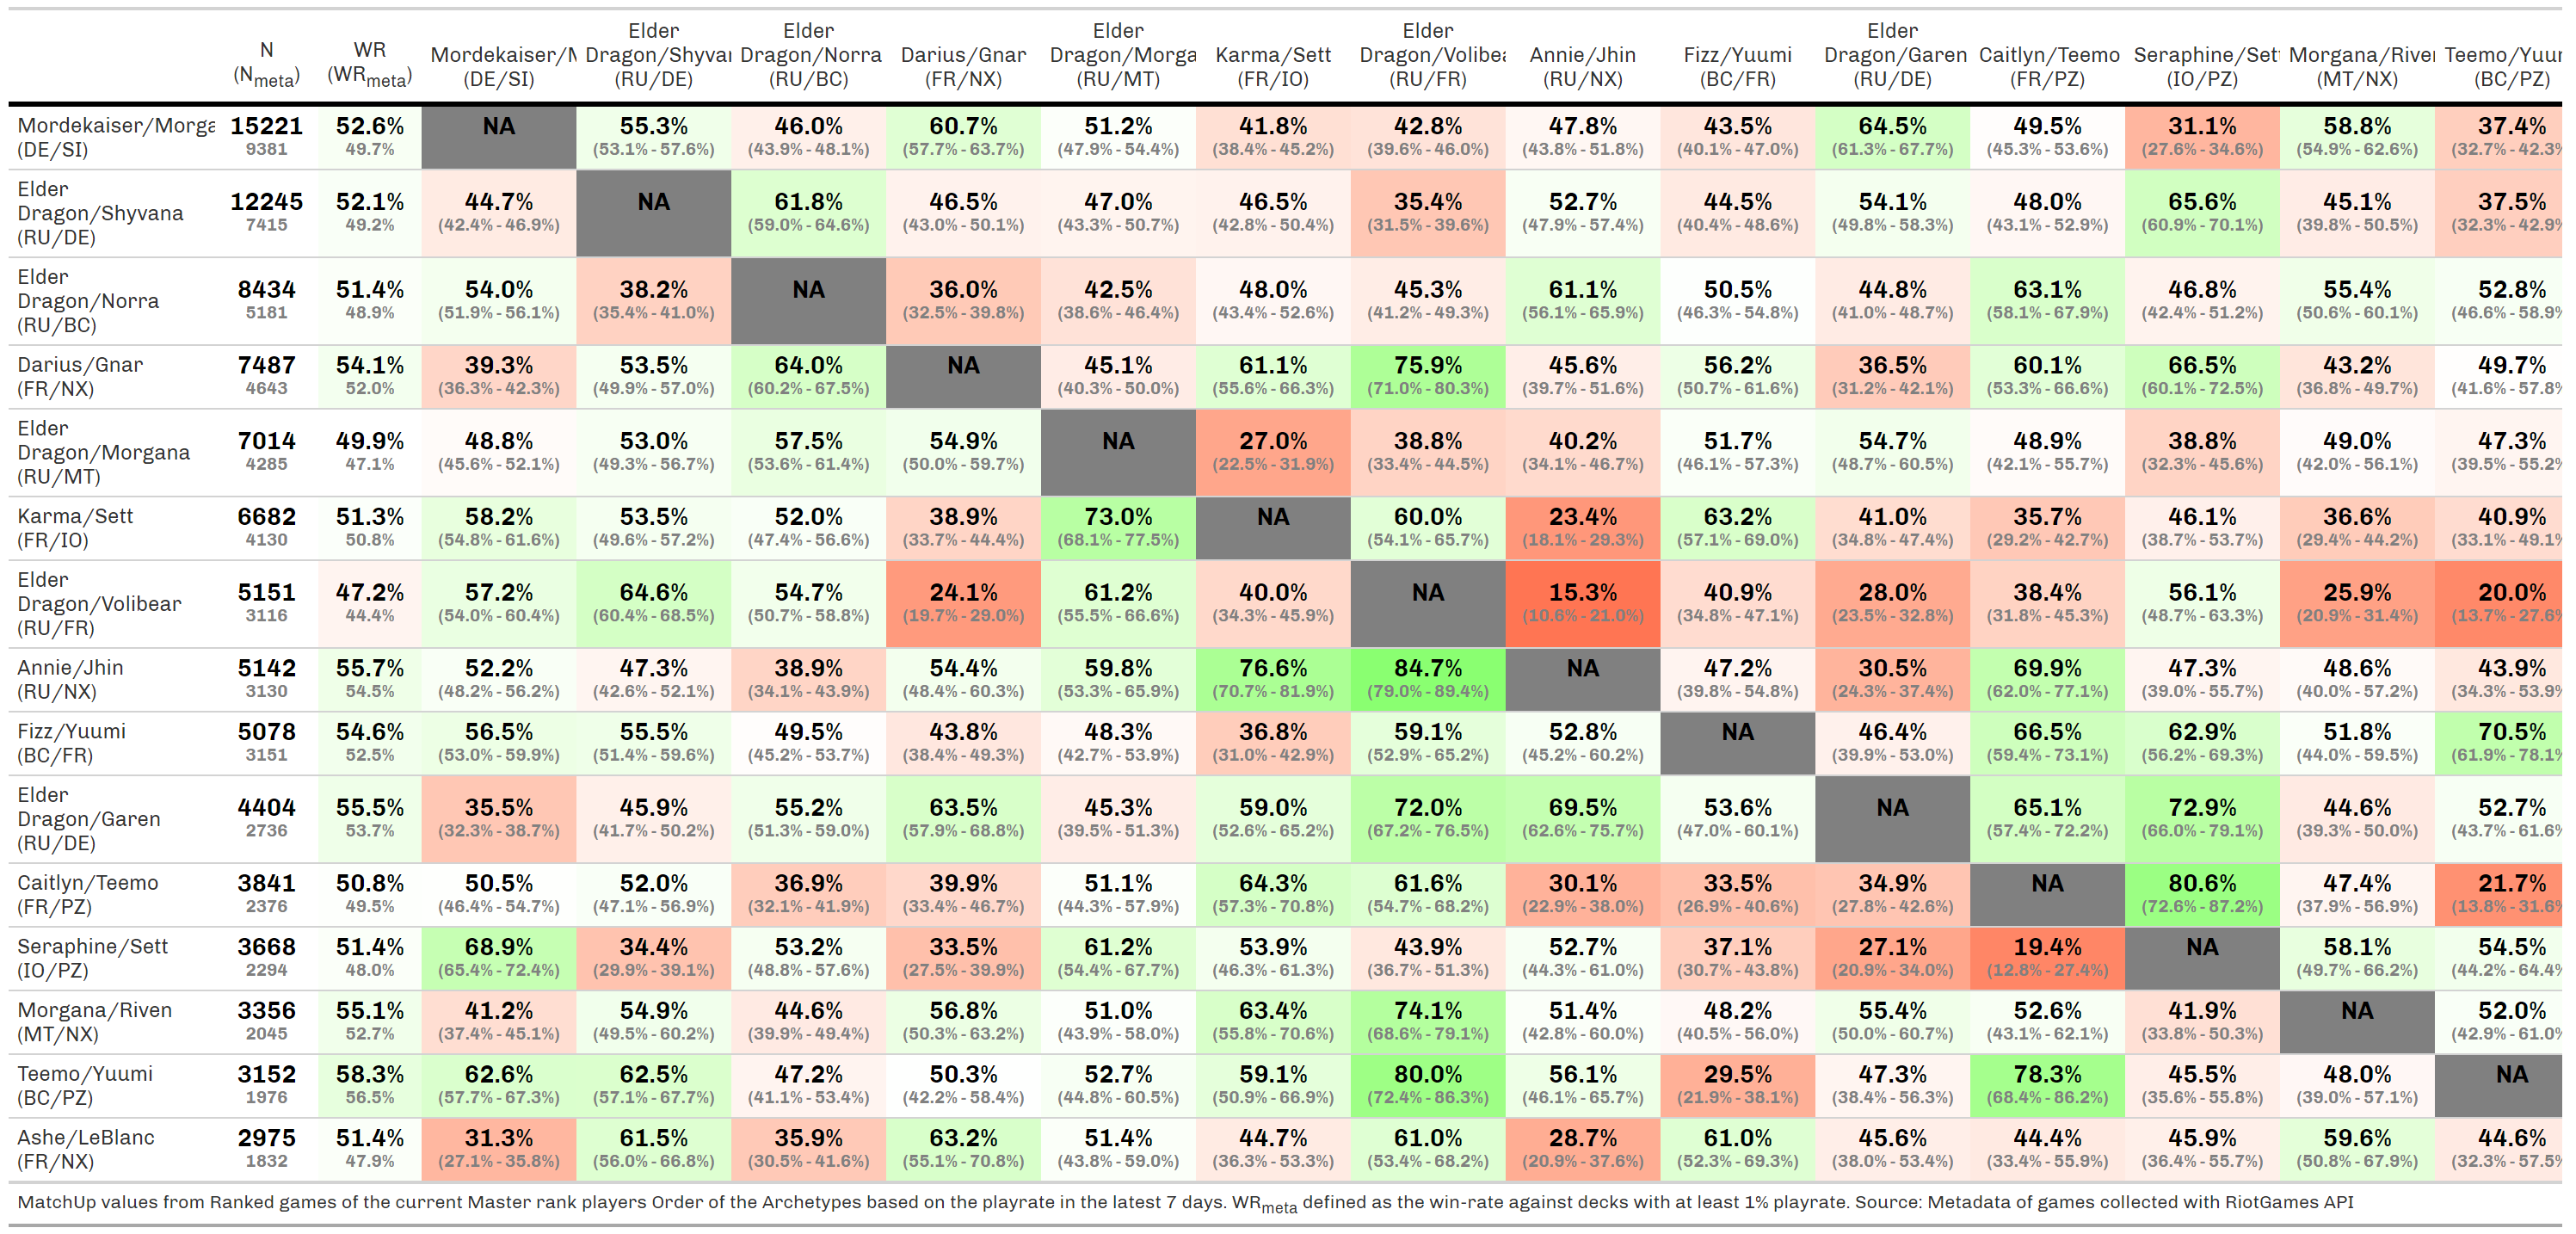 N (N meta) WR (WR meta) Mordekaiser/M (DE/SI) Elder Dragon/Shyvar (RU/DE) Elder Dragon/Norra (RU/BC) Darius/Gnar (FR/NX) Elder Dragon/Morga (RU/MT) Karma/Sett (FR/IO) Elder Dragon/Volibea (RU/FR) Annie/Jhin (RU/NX) Fizz/Yuumi (BC/FR) Elder Dragon/Garen (RU/DE) Caitlyn/Teemo (FR/PZ) Seraphine/Sett (IO/PZ) Morgana/River (MT/NX) Teemo/Yuur (BC/PZ)
Mordekaiser/Morga 15221 52.6% NA 55.3% 46.0% 60.7% 51.2% 41.8% 42.8% 47.8% 43.5% 64.5% 49.5% 31.1% 58.8% 37.4%
(DE/SI) 9381 49.7% (53.1% - 57.6%) (43.9% - 48.1%) (57.7% - 63.7%) (47.9% - 54.4%) (38.4% - 45.2%) (39.6% - 46.0%) (43.8% - 51.8%) (40.1% - 47.0%) (61.3% - 67.7%) (45.3% - 53.6%) (27.6% - 34.6%) (54.9% - 62.6%) (32.7% - 42.3%
Elder
Dragon/Shyvana 12245 52.1% 44.7% NA 61.8% 46.5% 47.0% 46.5% 35.4% 52.7% 44.5% 54.1% 48.0% 65.6% 45.1% 37.5%
(RU/DE) 7415 49.2% (42.4% - 46.9%) (59.0% - 64.6%) (43.0% - 50.1%) (43.3% - 50.7%) (42.8% - 50.4%) (31.5% - 39.6%) (47.9% - 57.4%) (40.4% - 48.6%) (49.8% - 58.3%) (43.1% - 52.9%) (60.9% - 70.1%) (39.8% - 50.5%) (32.3% - 42.9%
Elder
Dragon/Norra 8434 51.4% 54.0% 38.2% NA 36.0% 42.5% 48.0% 45.3% 61.1% 50.5% 44.8% 63.1% 46.8% 55.4% 52.8%
(RU/BC) 5181 48.9% (51.9% - 56.1%) (35.4% - 41.0%) (32.5% - 39.8%) (38.6% - 46.4%) (43.4% - 52.6%) (41.2% - 49.3%) (56.1% - 65.9%) (46.3% - 54.8%) (41.0% - 48.7%) (58.1% - 67.9%) (42.4% - 51.2%) (50.6% - 60.1%) (46.6% - 58.9%
Darius/Gnar 7487 54.1% 39.3% 53.5% 64.0% NA 45.1% 61.1% 75.9% 45.6% 56.2% 36.5% 60.1% 66.5% 43.2% 49.7%
(FR/NX) 4643 52.0% (36.3% - 42.3%) (49.9% - 57.0%) (60.2% - 67.5%) (40.3% - 50.0%) (55.6% - 66.3%) (71.0% - 80.3%) (39.7% - 51.6%) (50.7% - 61.6%) (31.2% - 42.1%) (53.3% - 66.6%) (60.1% - 72.5%) (36.8% - 49.7%) (41.6% - 57.8%
Elder
Dragon/Morgana 7014 49.9% 48.8% 53.0% 57.5% 54.9% NA 27.0% 38.8% 40.2% 51.7% 54.7% 48.9% 38.8% 49.0% 47.3%
(RU/MT) 4285 47.1% (45.6% - 52.1%) (49.3% - 56.7%) (53.6% - 61.4%) (50.0% - 59.7%) (22.5% - 31.9%) (33.4% - 44.5%) (34.1% - 46.7%) (46.1% - 57.3%) (48.7% - 60.5%) (42.1% - 55.7%) (32.3% - 45.6%) (42.0% - 56.1%) (39.5% - 55.2%
Karma/Sett 6682 51.3% 58.2% 53.5% 52.0% 38.9% 73.0% NA 60.0% 23.4% 63.2% 41.0% 35.7% 46.1% 36.6% 40.9%
(FR/IO) 4130 50.8% (54.8% - 61.6%) (49.6% - 57.2%) (47.4% - 56.6%) (33.7% - 44.4%) (68.1% - 77.5%) (54.1% - 65.7%) (18.1% - 29.3%) (57.1% - 69.0%) (34.8% - 47.4%) (29.2% - 42.7%) (38.7% - 53.7%) (29.4% - 44.2%) (33.1% - 49.1%
Elder
Dragon/Volibear 5151 47.2% 57.2% 64.6% 54.7% 24.1% 61.2% 40.0% NA 15.3% 40.9% 28.0% 38.4% 56.1% 25.9% 20.0%
(RU/FR) 3116 44.4% (54.0% - 60.4%) (60.4% - 68.5%) (50.7% - 58.8%) (19.7% - 29.0%) (55.5% - 66.6%) (34.3% - 45.9%) (10.6% - 21.0%) (34.8% - 47.1%) (23.5% - 32.8%) (31.8% - 45.3%) (48.7% - 63.3%) (20.9% - 31.4%) (13.7% - 27.6%
Annie/Jhin 5142 55.7% 52.2% 47.3% 38.9% 54.4% 59.8% 76.6% 84.7% NA 47.2% 30.5% 69.9% 47.3% 48.6% 43.9%
(RU/NX) 3130 54.5% (48.2% - 56.2%) (42.6% - 52.1%) (34.1% - 43.9%) (48.4% - 60.3%) (53.3% - 65.9%) (70.7% - 81.9%) (79.0% - 89.4%) (39.8% - 54.8%) (24.3% - 37.4%) (62.0% - 77.1%) (39.0% - 55.7%) (40.0% - 57.2%) (34.3% - 53.9%
Fizz/Yuumi 5078 54.6% 56.5% 55.5% 49.5% 43.8% 48.3% 36.8% 59.1% 52.8% NA 46.4% 66.5% 62.9% 51.8% 70.5%
(BC/FR) 3151 52.5% (53.0% - 59.9%) (51.4% - 59.6%) (45.2% - 53.7%) (38.4% - 49.3%) (42.7% - 53.9%) (31.0% - 42.9%) (52.9% - 65.2%) (45.2% - 60.2%) (39.9% - 53.0%) (59.4% - 73.1%) (56.2% - 69.3%) (44.0% - 59.5%) (61.9% - 78.1%
Elder
Dragon/Garen 4404 55.5% 35.5% 45.9% 55.2% 63.5% 45.3% 59.0% 72.0% 69.5% 53.6% NA 65.1% 72.9% 44.6% 52.7%
(RU/DE) 2736 53.7% (32.3% - 38.7%) (41.7% - 50.2%) (51.3% - 59.0%) (57.9% - 68.8%) (39.5% - 51.3%) (52.6% - 65.2%) (67.2% - 76.5%) (62.6% - 75.7%) (47.0% - 60.1%) (57.4% - 72.2%) (66.0% - 79.1%) (39.3% - 50.0%) (43.7% - 61.6%
Caitlyn/Teemo 3841 50.8% 50.5% 52.0% 36.9% 39.9% 51.1% 64.3% 61.6% 30.1% 33.5% 34.9% NA 80.6% 47.4% 21.7%
(FR/PZ) 2376 49.5% (46.4% - 54.7%) (47.1% - 56.9%) (32.1% - 41.9%) (33.4% - 46.7%) (44.3% - 57.9%) (57.3% - 70.8%) (54.7% - 68.2%) (22.9% - 38.0%) (26.9% - 40.6%) (27.8% - 42.6%) (72.6% - 87.2%) (37.9% - 56.9%) (13.8% - 31.6%
Seraphine/Sett 3668 51.4% 68.9% 34.4% 53.2% 33.5% 61.2% 53.9% 43.9% 52.7% 37.1% 27.1% 19.4% NA 58.1% 54.5%
(IO/PZ) 2294 48.0% (65.4% - 72.4%) (29.9% - 39.1%) (48.8% - 57.6%) (27.5% - 39.9%) (54.4% - 67.7%) (46.3% - 61.3%) (36.7% - 51.3%) (44.3% - 61.0%) (30.7% - 43.8%) (20.9% - 34.0%) (12.8% - 27.4%) (49.7% - 66.2%) (44.2% - 64.4%
Morgana/Riven 3356 55.1% 41.2% 54.9% 44.6% 56.8% 51.0% 63.4% 74.1% 51.4% 48.2% 55.4% 52.6% 41.9% NA 52.0%
(MT/NX) 2045 52.7% (37.4% - 45.1%) (49.5% - 60.2%) (39.9% - 49.4%) (50.3% - 63.2%) (43.9% - 58.0%) (55.8% - 70.6%) (68.6% - 79.1%) (42.8% - 60.0%) (40.5% - 56.0%) (50.0% - 60.7%) (43.1% - 62.1%) (33.8% - 50.3%) (42.9% - 61.0%
Teemo/Yuumi 3152 58.3% 62.6% 62.5% 47.2% 50.3% 52.7% 59.1% 80.0% 56.1% 29.5% 47.3% 78.3% 45.5% 48.0% NA
(BC/PZ) 1976 56.5% (57.7% - 67.3%) (57.1% - 67.7%) (41.1% - 53.4%) (42.2% - 58.4%) (44.8% - 60.5%) (50.9% - 66.9%) (72.4% - 86.3%) (46.1% - 65.7%) (21.9% - 38.1%) (38.4% - 56.3%) (68.4% - 86.2%) (35.6% - 55.8%) (39.0% - 57.1%)
Ashe/LeBlanc 2975 51.4% 31.3% 61.5% 35.9% 63.2% 51.4% 44.7% 61.0% 28.7% 61.0% 45.6% 44.4% 45.9% 59.6% 44.6%
(FR/NX) 1832 47.9% (27.1% - 35.8%) (56.0% - 66.8%) (30.5% - 41.6%) (55.1% - 70.8%) (43.8% - 59.0%) (36.3% - 53.3%) (53.4% - 68.2%) (20.9% - 37.6%) (52.3% - 69.3%) (38.0% - 53.4%) (33.4% - 55.9%) (36.4% - 55.7%) (50.8% - 67.9%) (32.3% - 57.5%
MatchUp values from Ranked games of the current Master rank players Order of the Archetypes based on the playrate in the latest 7 days. WR meta defined as the win-rate against decks with at least 1% playrate. Source: Metadata of games collected with RiotGames API